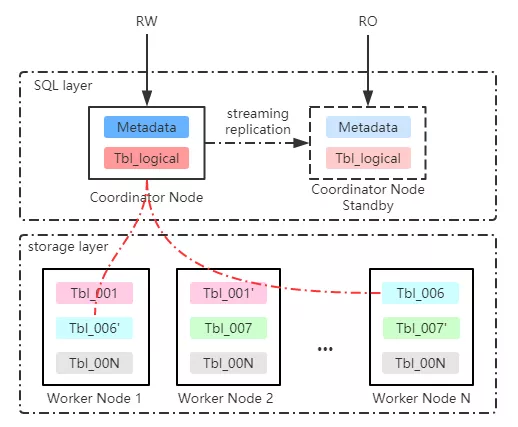 RW
RO
SQL layer
Metadata
Tbl_logical
Coordinator Node
streaming
replication
Metadata
Tbl_logical
Coordinator Node
Standby
storage layer
Tbl_001
Tbl_006'
Tbl_00N
Worker Node 1
Tbl_001'
Tbl_007
Tbl_00N
Worker Node 2
...
Tbl_006
Tbl_007'
Tbl_00N
Worker Node N